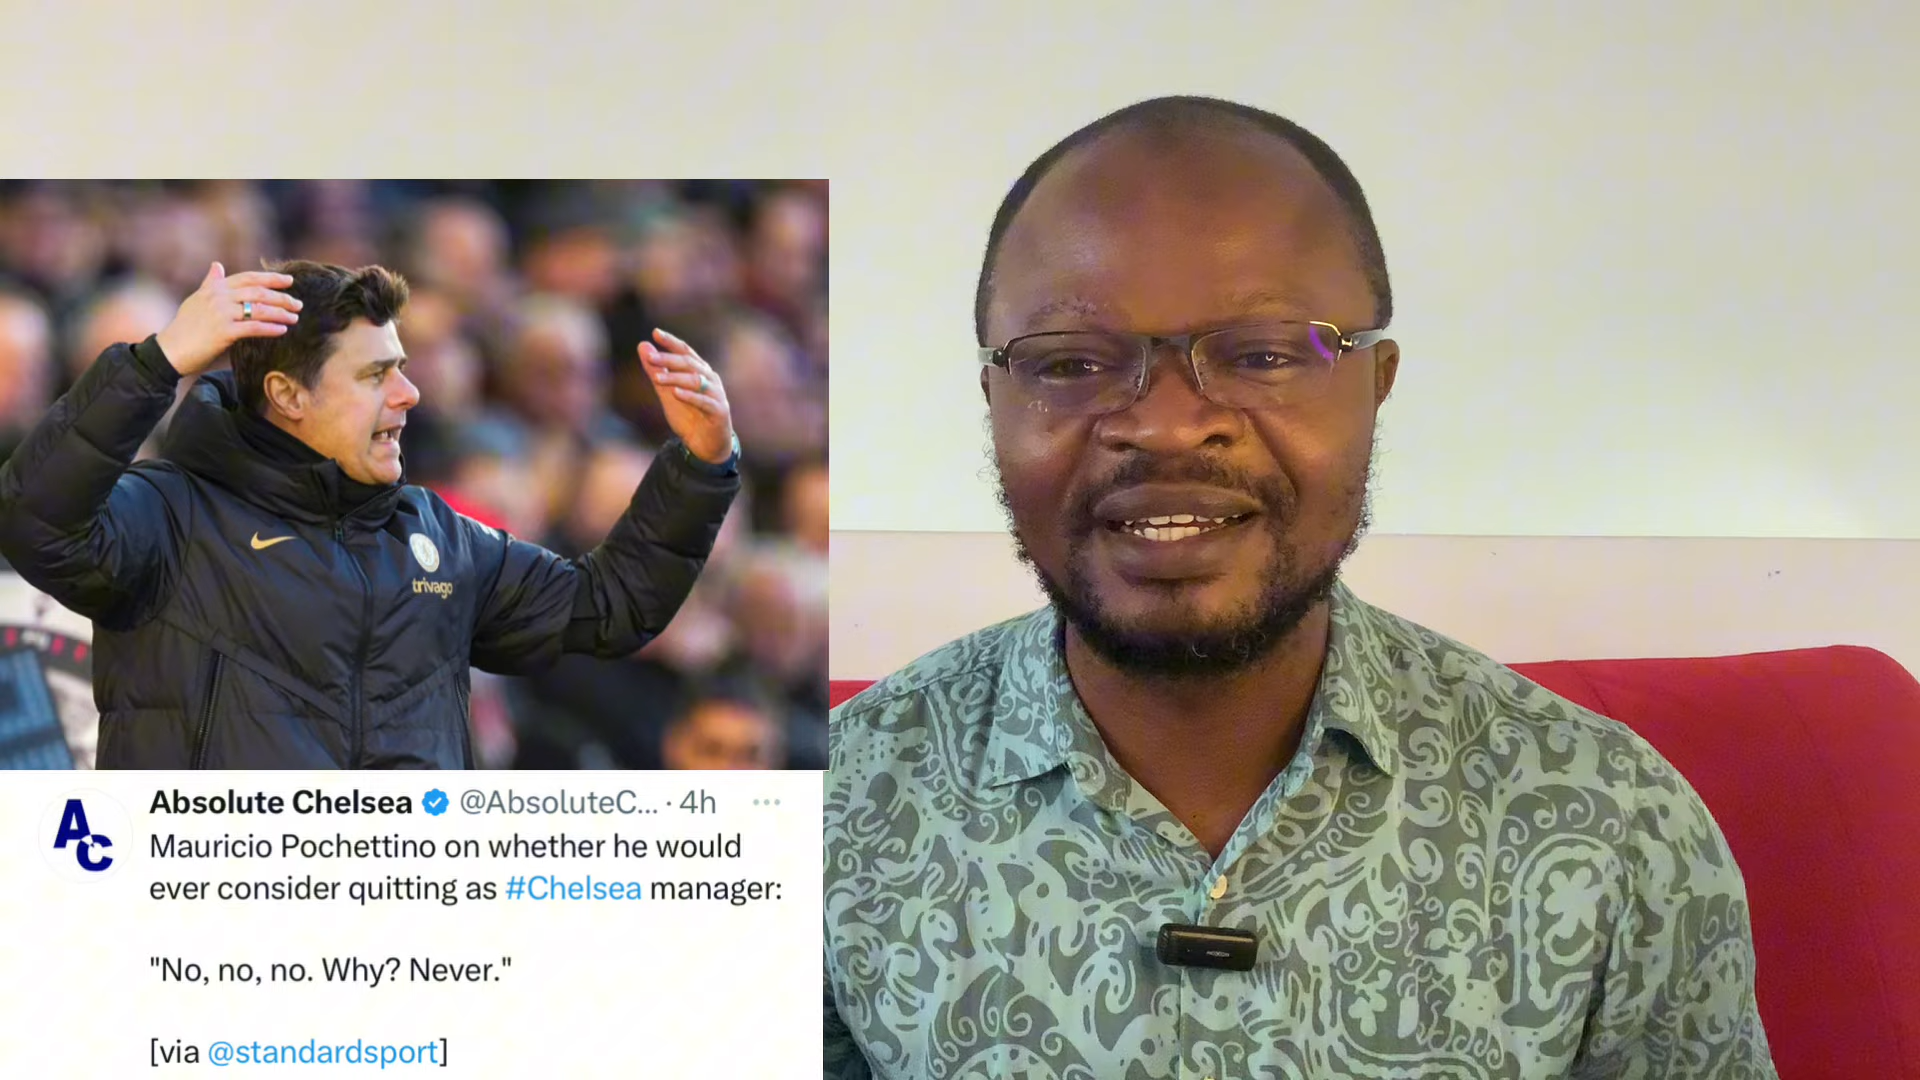 trivago
Absolute Chelsea @AbsoluteC... · 4h ...
Mauricio Pochettino on whether he would
ever consider quitting as #Chelsea manager:
"No, no, no. Why? Never."
[via @standardsport]
AC